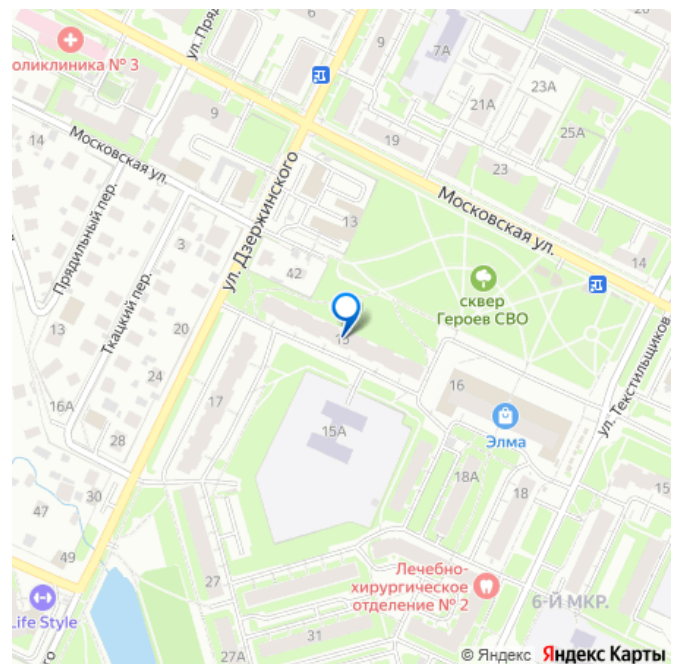 6
20
ул. Пря
оликлиника № 3
7А
23А
9
9
21А
25А
14
19
Московская ул.
23
Прядильный пер.
ул. Дзержинского
13
Московская ул.
3
14
42
сквер
Героев СВО
13
Ткацкий пер.
20
15
ул. Текстильщиков
24
16
16А
17
Элма
28
15А
18А
30
18
15
47
49
Лечебно-
хирургическое
отделение № 2
27
6-Й МКР.
Life Style
31
27А
ого
© Яндекс Яндекс Карты